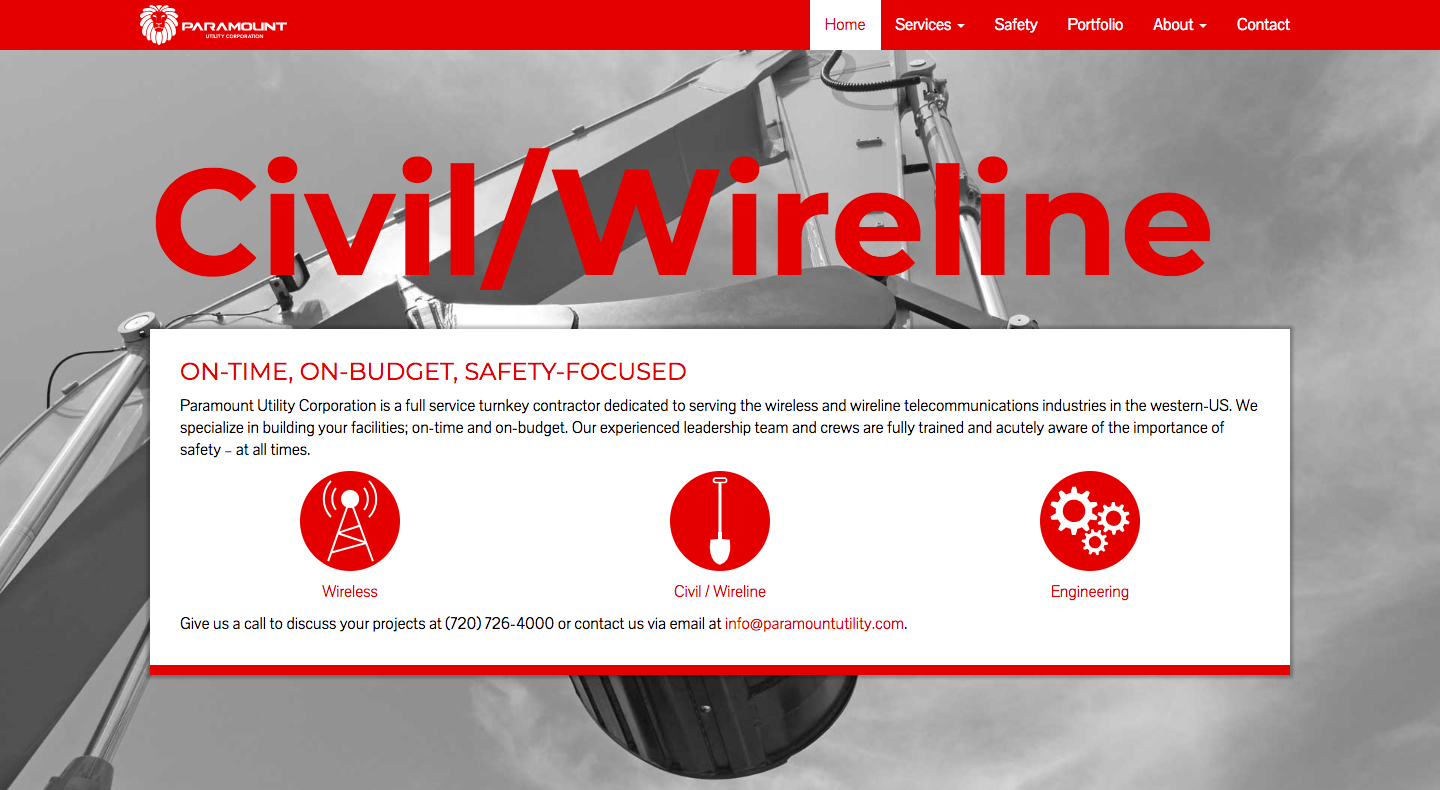 PARAMOUNT
UTILITY CORPORATION
Home Services Safety Portfolio About Contact
Civil/Wireline
ON-TIME, ON-BUDGET, SAFETY-FOCUSED
Paramount Utility Corporation is a full service turnkey contractor dedicated to serving the wireless and wireline telecommunications industries in the western-US. We
specialize in building your facilities; on-time and on-budget. Our experienced leadership team and crews are fully trained and acutely aware of the importance of
safety – at all times.
Wireless Civil / Wireline Engineering
Give us a call to discuss your projects at (720) 726-4000 or contact us via email at info@paramountutility.com.